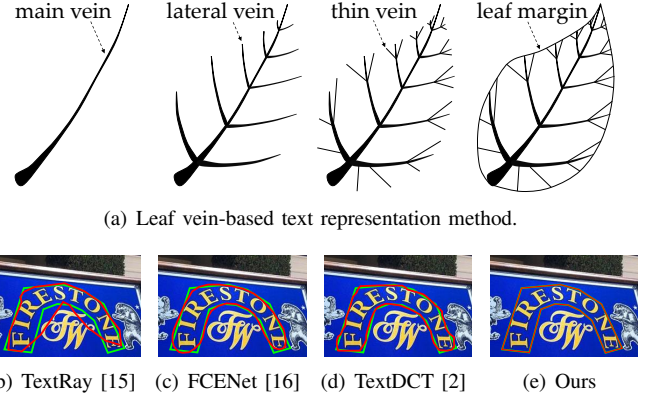 main vein lateral vein thin vein leaf margin
(a) Leaf vein-based text representation method.
FIRESTONE FIRESTONE FIRESTONE FIRESTONE
FW FW FW FW
b) TextRay [15] (c) FCENet [16] (d) TextDCT [2] (e) Ours